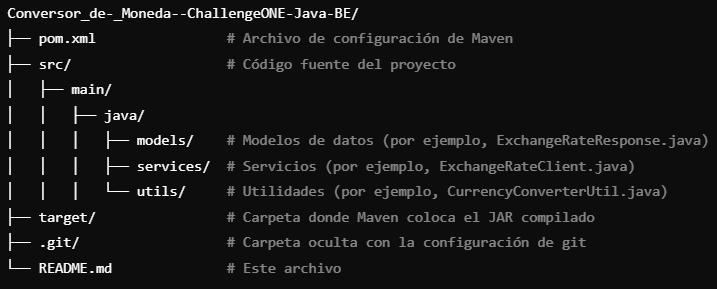 Conversor_de-_Moneda--ChallengeONE-Java-BE/
├── pom.xml                 # Archivo de configuración de Maven
├── src/                    # Código fuente del proyecto
│   ├── main/
│   │   ├── java/
│   │   │   ├── models/     # Modelos de datos (por ejemplo, ExchangeRateResponse.java)
│   │   │   ├── services/   # Servicios (por ejemplo, ExchangeRateClient.java)
│   │   │   └── utils/      # Utilidades (por ejemplo, CurrencyConverterUtil.java)
├── target/                 # Carpeta donde Maven coloca el JAR compilado
├── .git/                   # Carpeta oculta con la configuración de git
└── README.md               # Este archivo